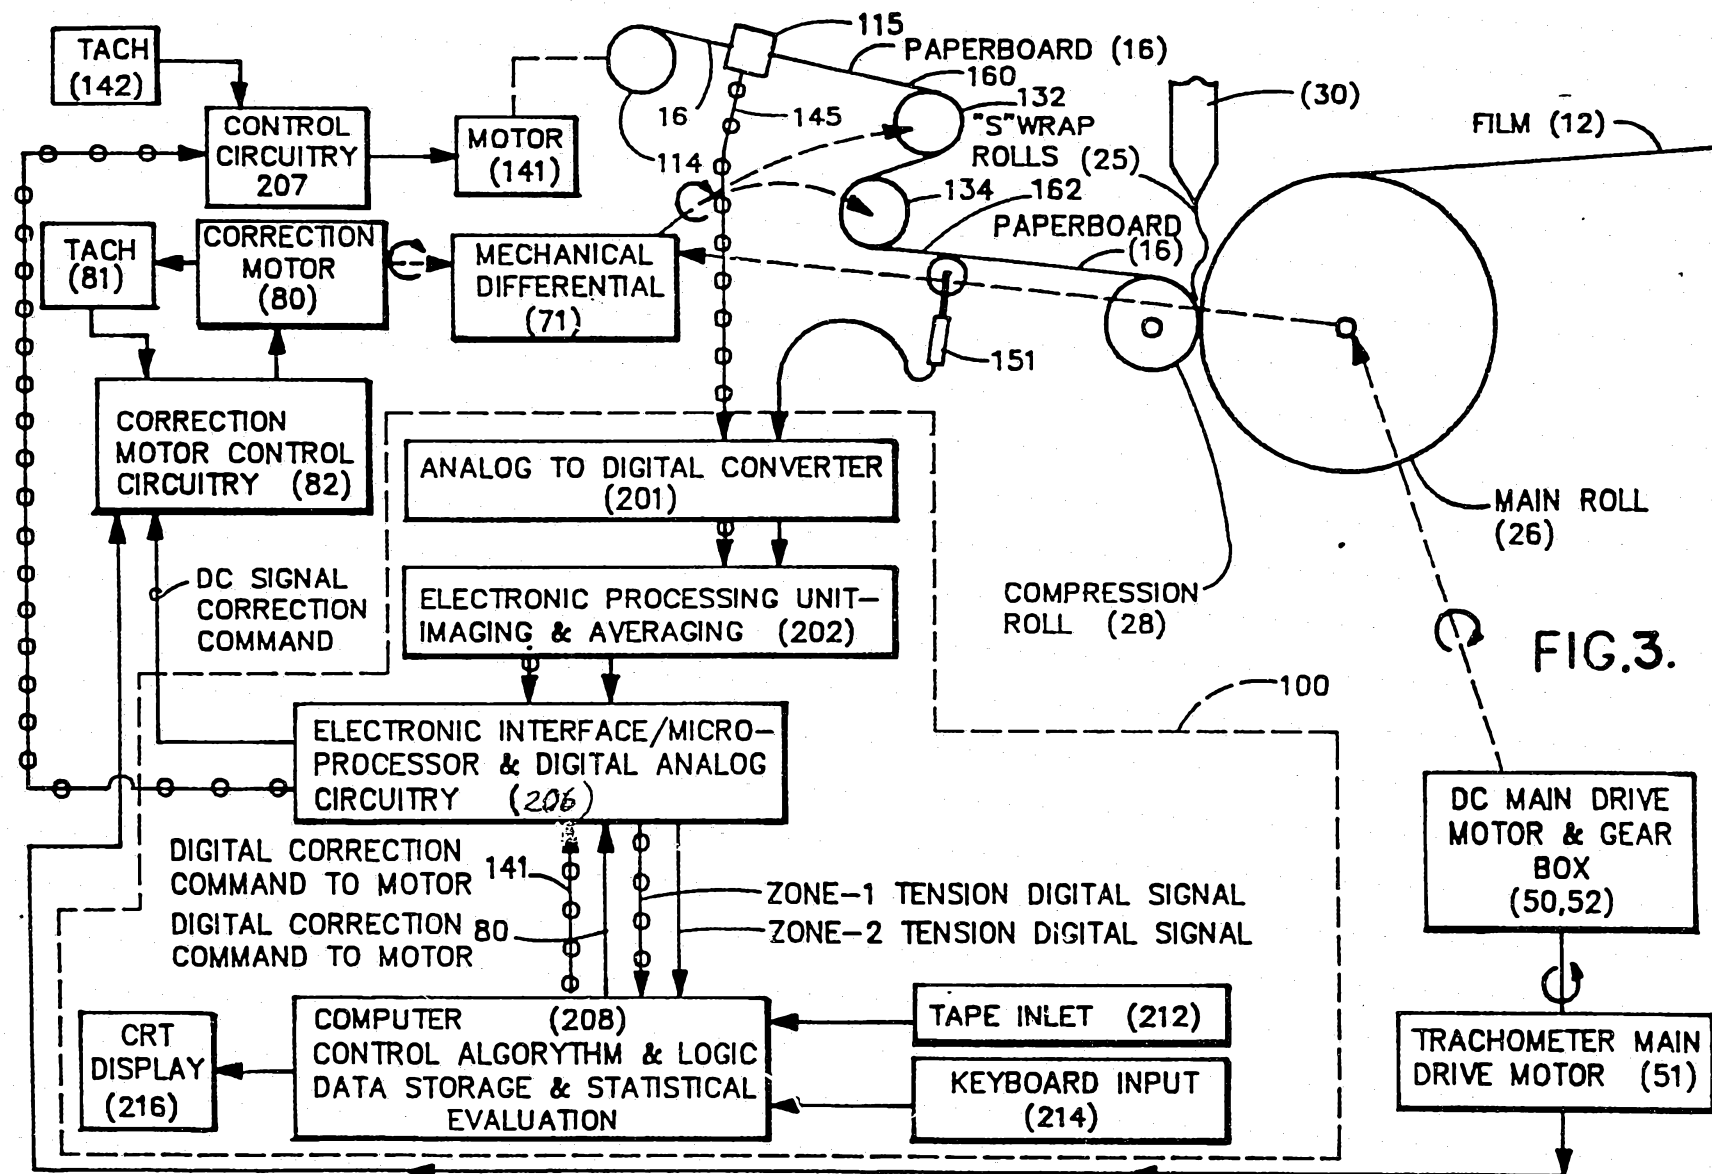 TACH
(142)
CONTROL
CIRCUITRY
207
MOTOR
(141)
115
PAPERBOARD (16)
160
16
145
114
132
"S" WRAP
ROLLS (25)
134
162
PAPERBOARD
(16)
(30)
FILM (12)
TACH
(81)
CORRECTION
MOTOR
(80)
MECHANICAL
DIFFERENTIAL
(71)
151
CORRECTION
MOTOR CONTROL
CIRCUITRY (82)
ANALOG TO DIGITAL CONVERTER
(201)
MAIN ROLL
(26)
COMPRESSION
ROLL (28)
DC SIGNAL
CORRECTION
COMMAND
ELECTRONIC PROCESSING UNIT-
IMAGING & AVERAGING (202)
FIG.3.
100
ELECTRONIC INTERFACE/MICRO-
PROCESSOR & DIGITAL ANALOG
CIRCUITRY (206)
DC MAIN DRIVE
MOTOR & GEAR
BOX
(50,52)
DIGITAL CORRECTION
COMMAND TO MOTOR 141
DIGITAL CORRECTION
COMMAND TO MOTOR 80
ZONE-1 TENSION DIGITAL SIGNAL
ZONE-2 TENSION DIGITAL SIGNAL
CRT
DISPLAY
(216)
COMPUTER (208)
CONTROL ALGORYTHM & LOGIC
DATA STORAGE & STATISTICAL
EVALUATION
TAPE INLET (212)
KEYBOARD INPUT
(214)
TRACHOMETER MAIN
DRIVE MOTOR (51)